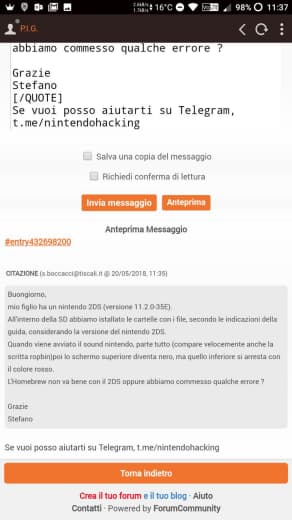 16°C
98%
11:37
P.I.G.
abbiamo commesso qualche errore ?
Grazie
Stefano
[/QUOTE]
Se vuoi posso aiutarti su Telegram,
t.me/nintendohacking
Salva una copia del messaggio
Richiedi conferma di lettura
Invia messaggio Anteprima
Anteprima Messaggio
#entry432698200
CITAZIONE (s.boccacci@tiscali.it @ 20/05/2018, 11:35)
Buongiorno,
mio figlio ha un nintendo 2DS (versione 11.2.0-35E).
All'interno della SD abbiamo istallato le cartelle con i file, secondo le indicazioni della
guida, considerando la versione del nintendo 2DS.
Quando viene avviato il sound nintendo, parte tutto (compare velocemente anche la
scritta ropbin)poi lo schermo superiore diventa nero, ma quello inferiore si arresta con
il colore rosso.
L'Homebrew non va bene con il 2DS oppure abbiamo commesso qualche errore ?
Grazie
Stefano
Se vuoi posso aiutarti su Telegram, t.me/nintendohacking
Torna indietro
Crea il tuo forum e il tuo blog · Aiuto
Contatti · Powered by ForumCommunity